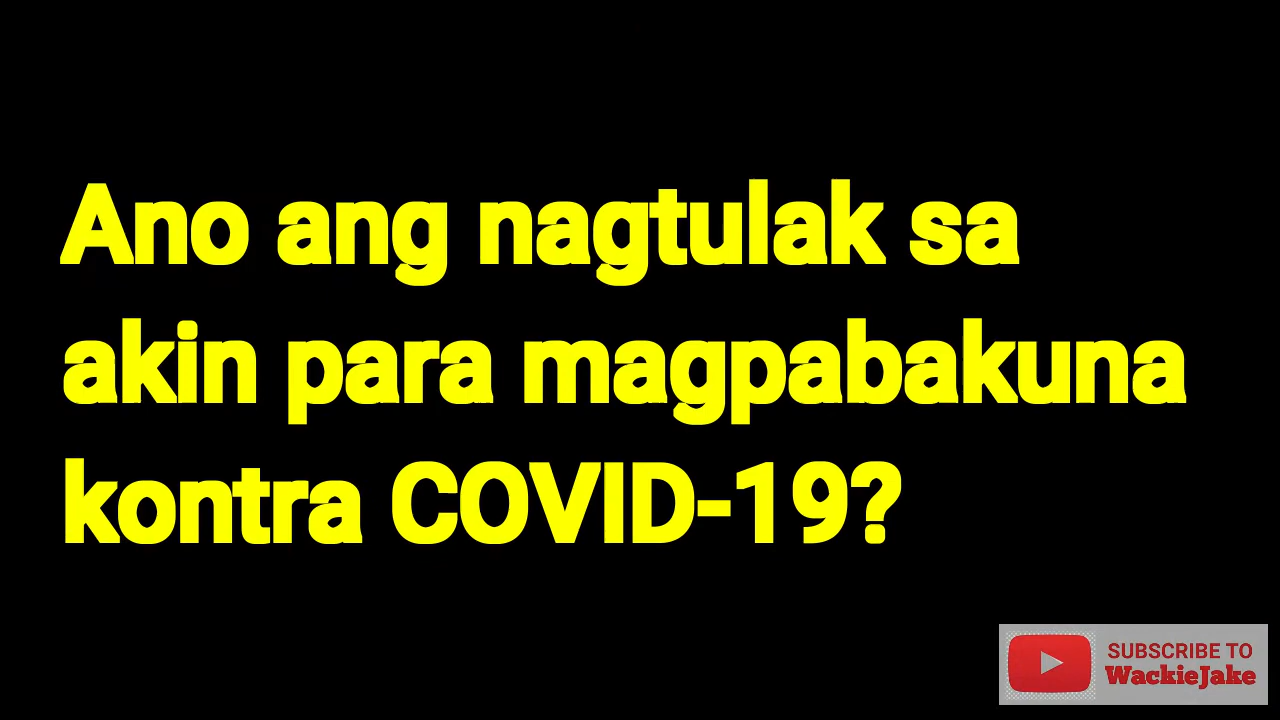 Ano ang nagtulak sa
akin para magpabakuna
kontra COVID-19?
SUBSCRIBE TO
WackieJake